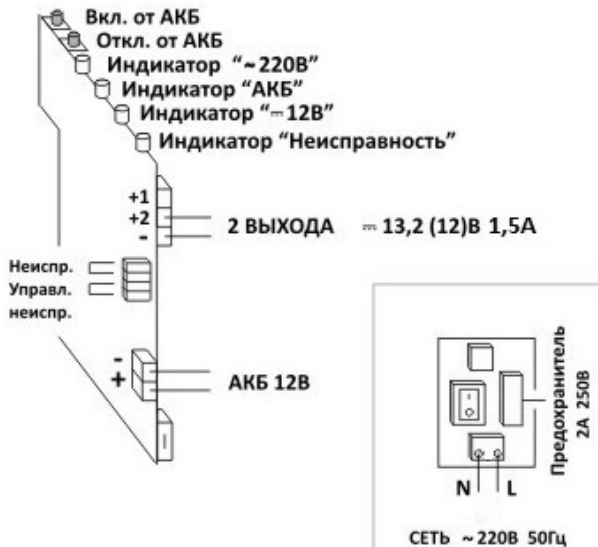 Вкл. от АКБ
Откл. от АКБ
Индикатор “~220В”
Индикатор “АКБ”
Индикатор “⎓12В”
Индикатор “Неисправность”
+1
+2
-
2 ВЫХОДА ⎓ 13,2 (12)В 1,5А
Неиспр.
Управл.
неиспр.
-
+
АКБ 12В
Предохранитель
2А 250В
N L
СЕТЬ ~220В 50Гц